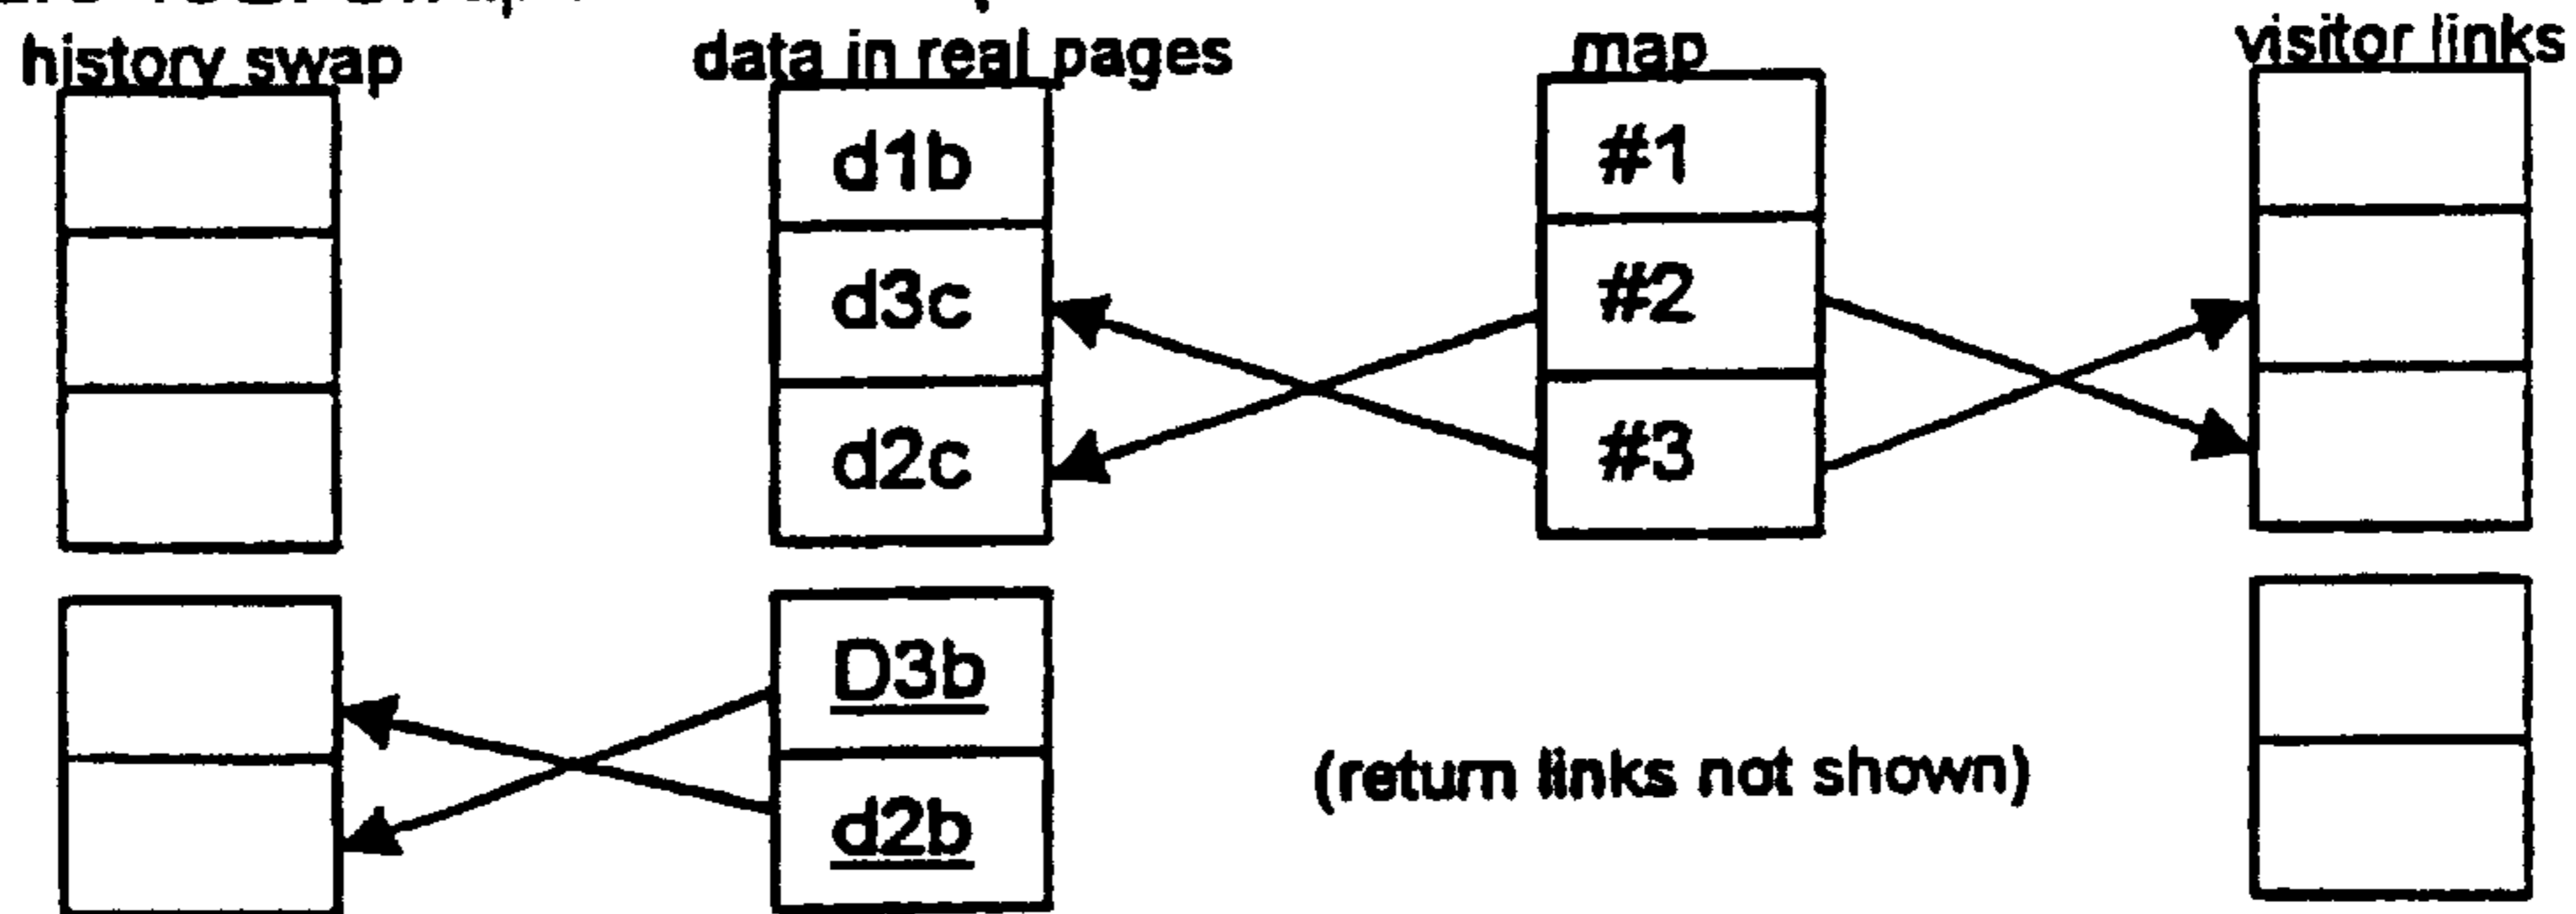 history swap
data in real pages
map
visitor links
d1b
#1
d3c
#2
d2c
#3
D3b
(return links not shown)
d2b